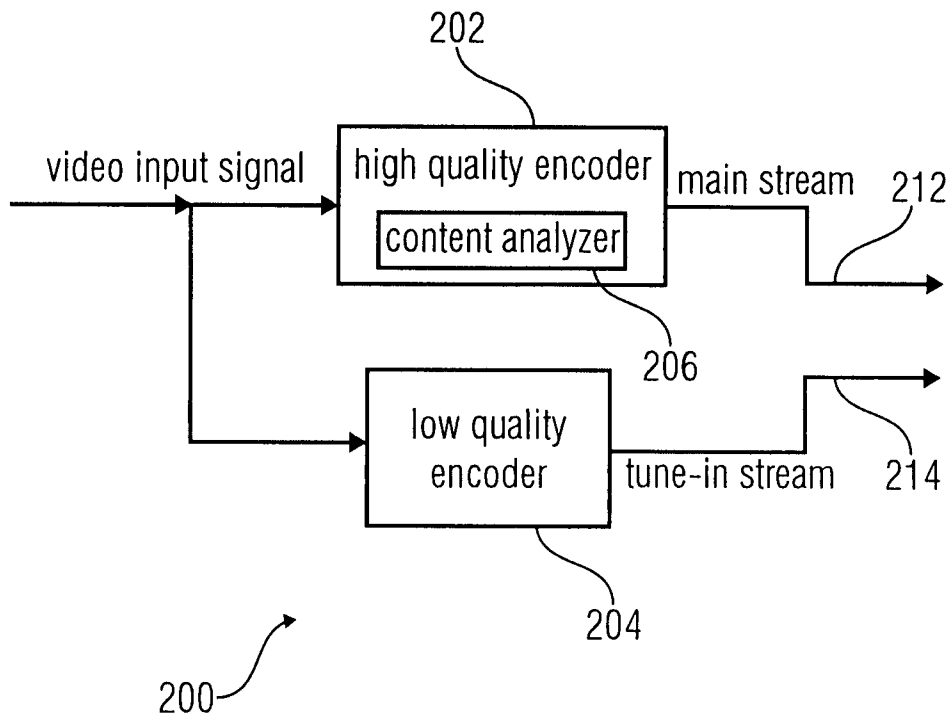 202
video input signal
high quality encoder
main stream
212
content analyzer
206
low quality
encoder
tune-in stream
214
204
200